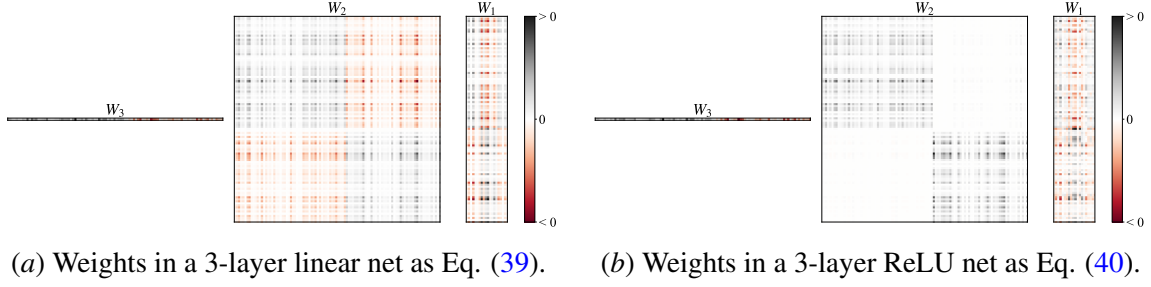 W₂ W₁
> 0
W₃
0
< 0
(a) Weights in a 3-layer linear net as Eq. (39).
W₂ W₁
> 0
W₃
0
< 0
(b) Weights in a 3-layer ReLU net as Eq. (40).